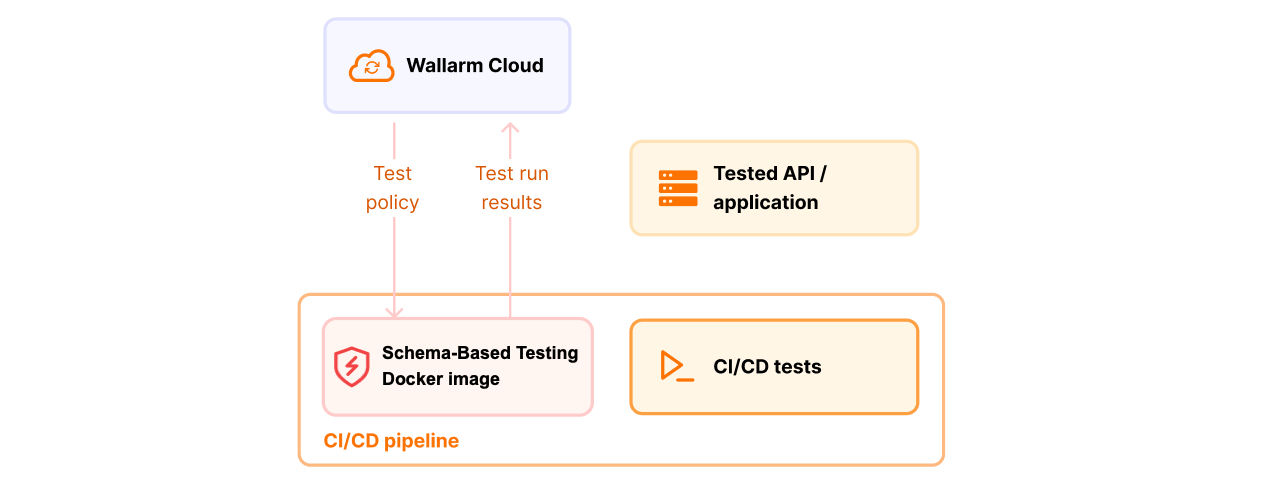 Wallarm Cloud
Test
policy
Test run
results
Tested API /
application
Schema-Based Testing
Docker image
CI/CD tests
CI/CD pipeline